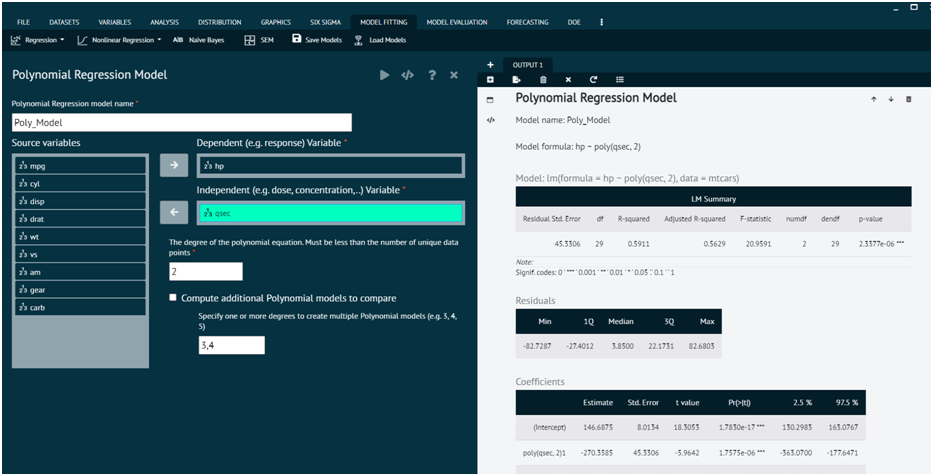 FILE DATASETS VARIABLES ANALYSIS DISTRIBUTION GRAPHICS SIX SIGMA MODEL FITTING MODEL EVALUATION FORECASTING DOE
Regression Nonlinear Regression A|B Naive Bayes SEM Save Models Load Models
Polynomial Regression Model
Polynomial Regression model name *
Poly_Model
Source variables
mpg
cyl
disp
drat
wt
vs
am
gear
carb
Dependent (e.g. response) Variable *
hp
Independent (e.g. dose, concentration,..) Variable *
qsec
The degree of the polynomial equation. Must be less than the number of unique data
points *
2
Compute additional Polynomial models to compare
Specify one or more degrees to create multiple Polynomial models (e.g. 3, 4,
5)
3,4
OUTPUT 1
Polynomial Regression Model
Model name: Poly_Model
Model formula: hp ~ poly(qsec, 2)
Model: lm(formula = hp ~ poly(qsec, 2), data = mtcars)
LM Summary
Residual Std. Error df R-squared Adjusted R-squared F-statistic numdf dendf p-value
45.3306 29 0.5911 0.5629 20.9591 2 29 2.3377e-06 ***
Note:
Signif. codes: 0 '***' 0.001 '**' 0.01 '*' 0.05 '.' 0.1 ' ' 1
Residuals
Min 1Q Median 3Q Max
-82.7287 -27.4012 3.8500 22.1731 82.6803
Coefficients
Estimate Std. Error t value Pr(>|t|) 2.5 % 97.5 %
(Intercept) 146.6875 8.0134 18.3053 1.7830e-17 *** 130.2983 163.0767
poly(qsec, 2)1 -270.3585 45.3306 -5.9642 1.7575e-06 *** -363.0700 -177.6471